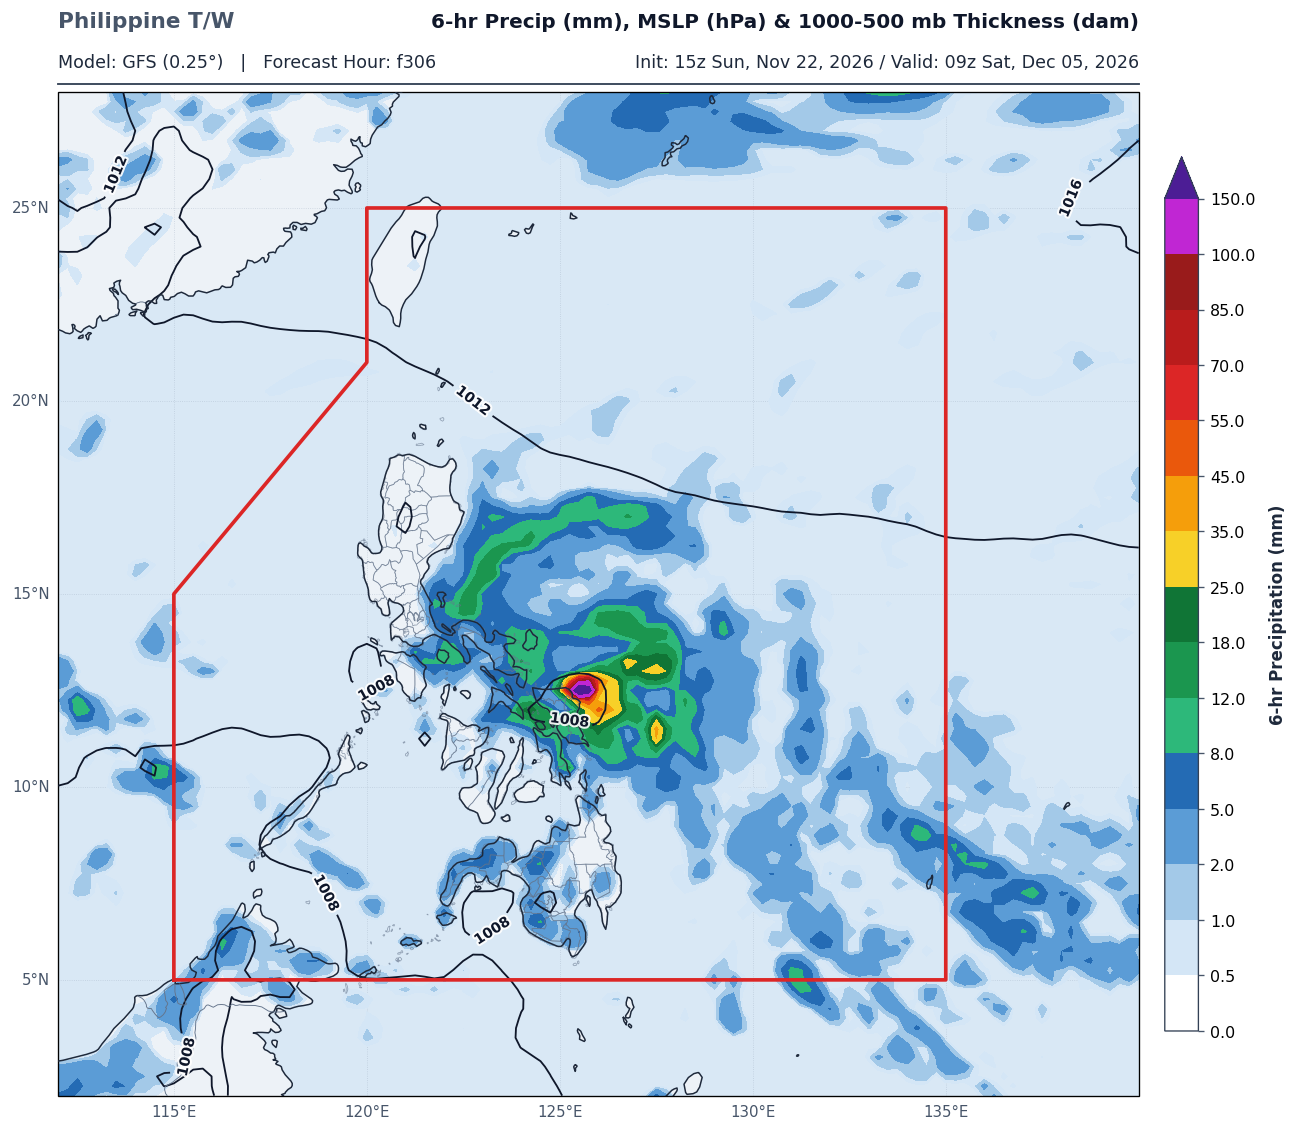 Philippine T/W
6-hr Precip (mm), MSLP (hPa) & 1000-500 mb Thickness (dam)
Model: GFS (0.25°) | Forecast Hour: f306
Init: 15z Sun, Nov 22, 2026 / Valid: 09z Sat, Dec 05, 2026
1012
1016
1012
1008
1008
1008
1008
1008
25°N
20°N
15°N
10°N
5°N
115°E
120°E
125°E
130°E
135°E
150.0
100.0
85.0
70.0
55.0
45.0
35.0
25.0
18.0
12.0
8.0
5.0
2.0
1.0
0.5
0.0
6-hr Precipitation (mm)